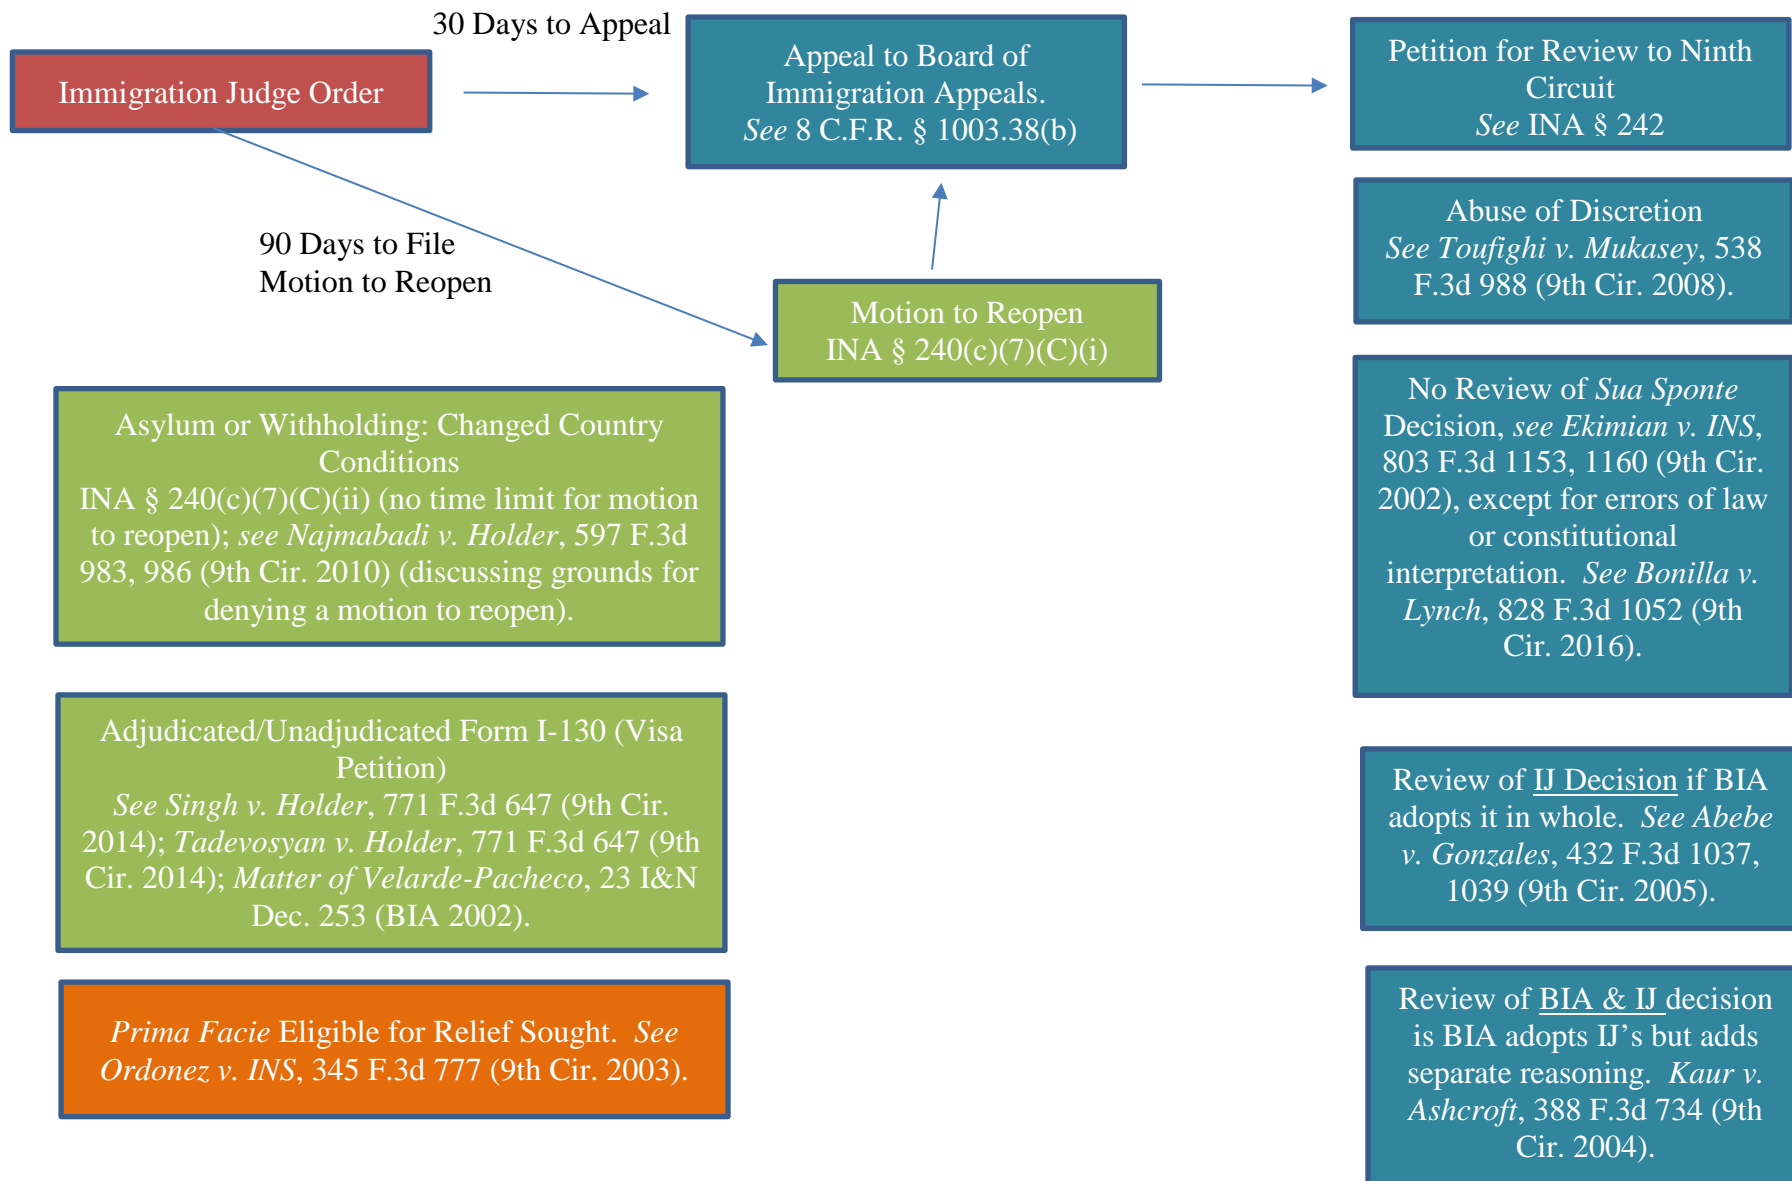 30 Days to Appeal
Immigration Judge Order
Appeal to Board of
Immigration Appeals.
See 8 C.F.R. § 1003.38(b)
Petition for Review to Ninth
Circuit
See INA § 242
90 Days to File
Motion to Reopen
Motion to Reopen
INA § 240(c)(7)(C)(i)
Asylum or Withholding: Changed Country
Conditions
INA § 240(c)(7)(C)(ii) (no time limit for motion
to reopen); see Najmabadi v. Holder, 597 F.3d
983, 986 (9th Cir. 2010) (discussing grounds for
denying a motion to reopen).
Adjudicated/Unadjudicated Form I-130 (Visa
Petition)
See Singh v. Holder, 771 F.3d 647 (9th Cir.
2014); Tadevosyan v. Holder, 771 F.3d 647 (9th
Cir. 2014); Matter of Velarde-Pacheco, 23 I&N
Dec. 253 (BIA 2002).
Prima Facie Eligible for Relief Sought.  See
Ordonez v. INS, 345 F.3d 777 (9th Cir. 2003).
Abuse of Discretion
See Toufighi v. Mukasey, 538
F.3d 988 (9th Cir. 2008).
No Review of Sua Sponte
Decision, see Ekimian v. INS,
803 F.3d 1153, 1160 (9th Cir.
2002), except for errors of law
or constitutional
interpretation.  See Bonilla v.
Lynch, 828 F.3d 1052 (9th
Cir. 2016).
Review of IJ Decision if BIA
adopts it in whole.  See Abebe
v. Gonzales, 432 F.3d 1037,
1039 (9th Cir. 2005).
Review of BIA & IJ decision
is BIA adopts IJ’s but adds
separate reasoning.  Kaur v.
Ashcroft, 388 F.3d 734 (9th
Cir. 2004).